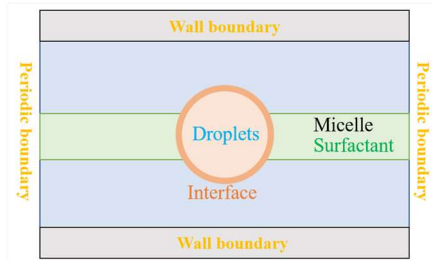 Wall boundary
Periodic boundary
Periodic boundary
Droplets
Micelle
Surfactant
Interface
Wall boundary